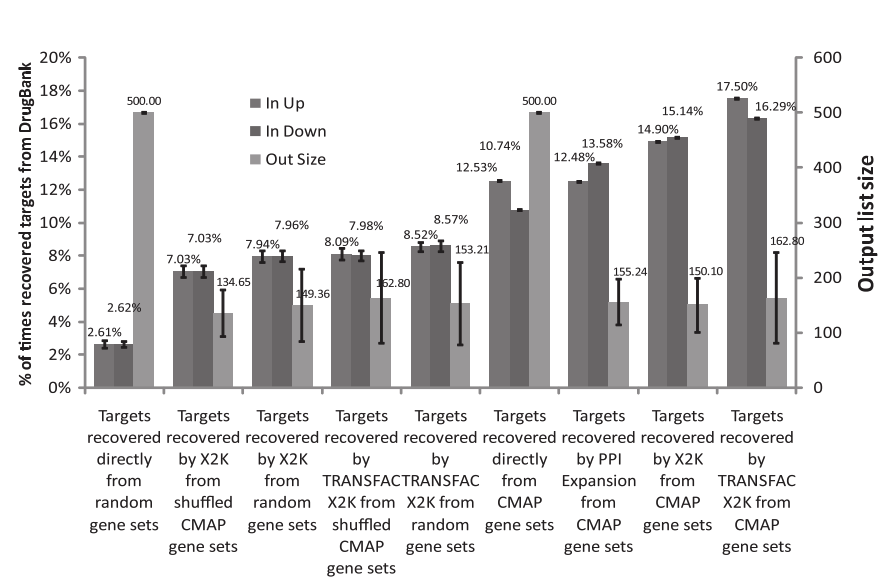 20%
18%
16%
14%
12%
10%
8%
6%
4%
2%
0%
% of times recovered targets from DrugBank
600
500
400
300
200
100
0
Output list size
In Up
In Down
Out Size
2.61%
2.62%
500.00
7.03%
7.03%
134.65
7.94%
7.96%
149.36
8.09%
7.98%
162.80
8.52%
8.57%
153.21
12.53%
10.74%
500.00
12.48%
13.58%
155.24
14.90%
15.14%
150.10
17.50%
16.29%
162.80
Targets
recovered
directly
from
random
gene sets
Targets
recovered
by X2K
from
shuffled
CMAP
gene sets
Targets
recovered
by X2K
from
random
gene sets
Targets
recovered
by
TRANSFAC
X2K from
shuffled
CMAP
gene sets
Targets
recovered
by
TRANSFAC
X2K from
random
gene sets
Targets
recovered
directly
from
CMAP
gene sets
Targets
recovered
by PPI
Expansion
from
CMAP
gene sets
Targets
recovered
by X2K
from
CMAP
gene sets
Targets
recovered
by
TRANSFAC
X2K from
CMAP
gene sets